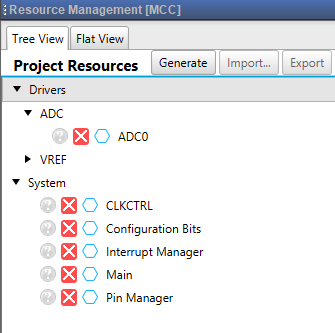 Resource Management [MCC]
Tree View Flat View
Project Resources Generate Import... Export
Drivers
ADC
? ADC0
VREF
System
? CLKCTRL
? Configuration Bits
? Interrupt Manager
? Main
? Pin Manager